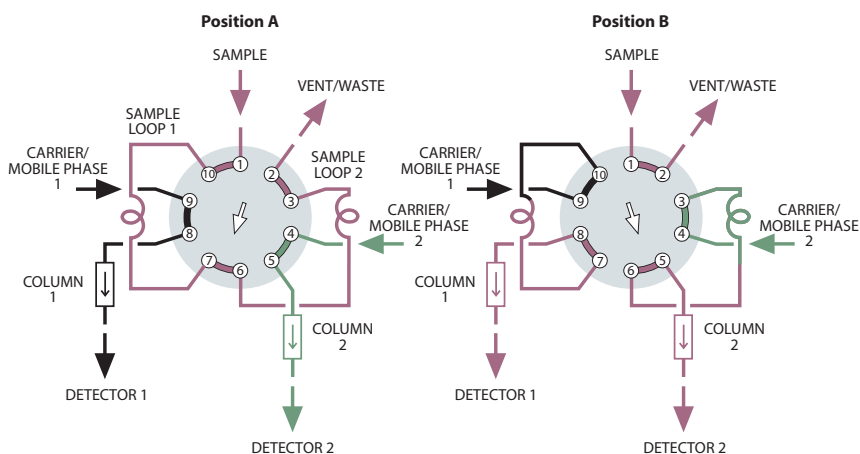 Position A
SAMPLE
VENT/WASTE
SAMPLE
LOOP 1
CARRIER/
MOBILE PHASE
1
SAMPLE
LOOP 2
CARRIER/
MOBILE PHASE
2
1
2
3
4
5
6
7
8
9
10
COLUMN
1
COLUMN
2
DETECTOR 1
DETECTOR 2
Position B
SAMPLE
VENT/WASTE
CARRIER/
MOBILE PHASE
1
CARRIER/
MOBILE PHASE
2
1
2
3
4
5
6
7
8
9
10
COLUMN
1
COLUMN
2
DETECTOR 1
DETECTOR 2